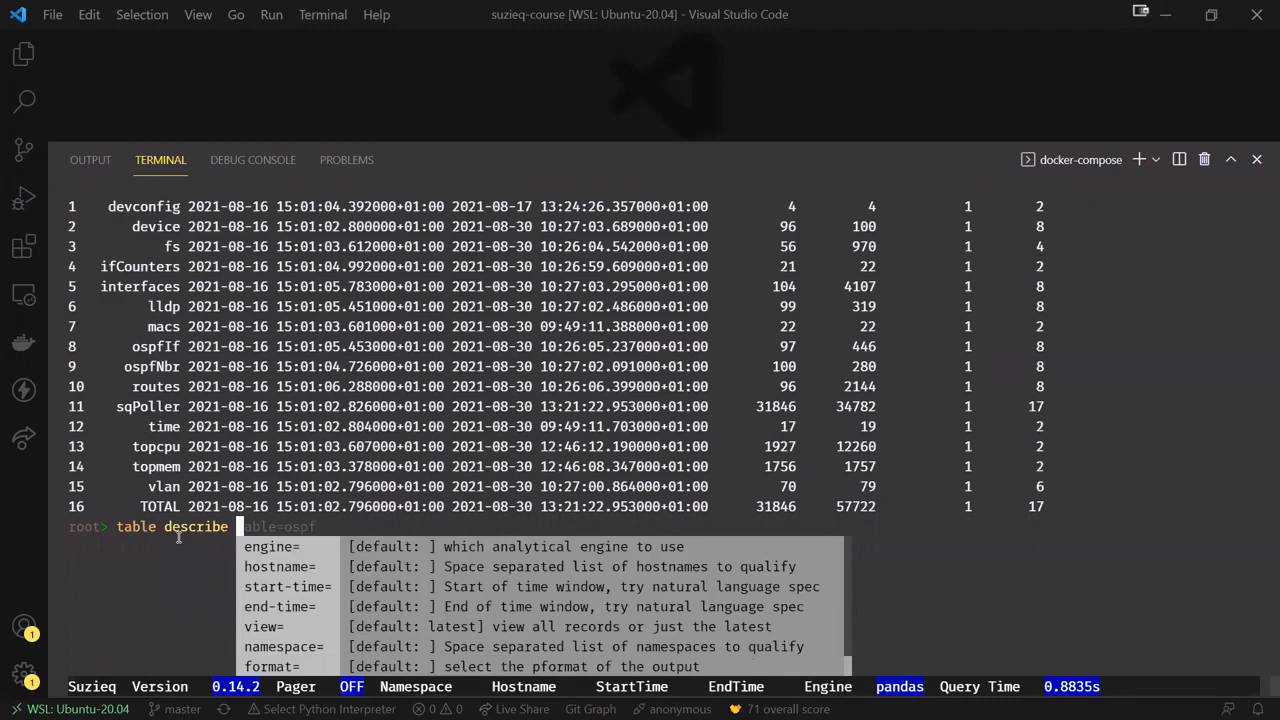 File Edit Selection View Go Run Terminal Help suzieq-course [WSL: Ubuntu-20.04] - Visual Studio Code
OUTPUT TERMINAL DEBUG CONSOLE PROBLEMS docker-compose
1 devconfig 2021-08-16 15:01:04.392000+01:00 2021-08-17 13:24:26.357000+01:00 4 4 1 2
2 device 2021-08-16 15:01:02.800000+01:00 2021-08-30 10:27:03.689000+01:00 96 100 1 8
3 fs 2021-08-16 15:01:03.612000+01:00 2021-08-30 10:26:04.542000+01:00 56 970 1 4
4 ifCounters 2021-08-16 15:01:04.992000+01:00 2021-08-30 10:26:59.609000+01:00 21 22 1 2
5 interfaces 2021-08-16 15:01:05.783000+01:00 2021-08-30 10:27:03.295000+01:00 104 4107 1 8
6 lldp 2021-08-16 15:01:05.451000+01:00 2021-08-30 10:27:02.486000+01:00 99 319 1 8
7 macs 2021-08-16 15:01:03.601000+01:00 2021-08-30 09:49:11.388000+01:00 22 22 1 2
8 ospfIf 2021-08-16 15:01:05.453000+01:00 2021-08-30 10:26:05.237000+01:00 97 446 1 8
9 ospfNbr 2021-08-16 15:01:04.726000+01:00 2021-08-30 10:27:02.091000+01:00 100 280 1 8
10 routes 2021-08-16 15:01:06.288000+01:00 2021-08-30 10:26:06.399000+01:00 96 2144 1 8
11 sqPoller 2021-08-16 15:01:02.826000+01:00 2021-08-30 13:21:22.953000+01:00 31846 34782 1 17
12 time 2021-08-16 15:01:02.804000+01:00 2021-08-30 09:49:11.703000+01:00 17 19 1 2
13 topcpu 2021-08-16 15:01:03.607000+01:00 2021-08-30 12:46:12.190000+01:00 1927 12260 1 2
14 topmem 2021-08-16 15:01:03.378000+01:00 2021-08-30 12:46:08.347000+01:00 1756 1757 1 2
15 vlan 2021-08-16 15:01:02.796000+01:00 2021-08-30 10:27:00.864000+01:00 70 79 1 6
16 TOTAL 2021-08-16 15:01:02.796000+01:00 2021-08-30 13:21:22.953000+01:00 31846 57722 1 17
root> table describe able=ospf
engine= [default: ] which analytical engine to use
hostname= [default: ] Space separated list of hostnames to qualify
start-time= [default: ] Start of time window, try natural language spec
end-time= [default: ] End of time window, try natural language spec
view= [default: latest] view all records or just the latest
namespace= [default: ] Space separated list of namespaces to qualify
format= [default: ] select the pformat of the output
Suzieq Version 0.14.2 Pager OFF Namespace Hostname StartTime EndTime Engine pandas Query Time 0.8835s
WSL: Ubuntu-20.04 master Select Python Interpreter 0 0 Live Share Git Graph anonymous 71 overall score
1
1